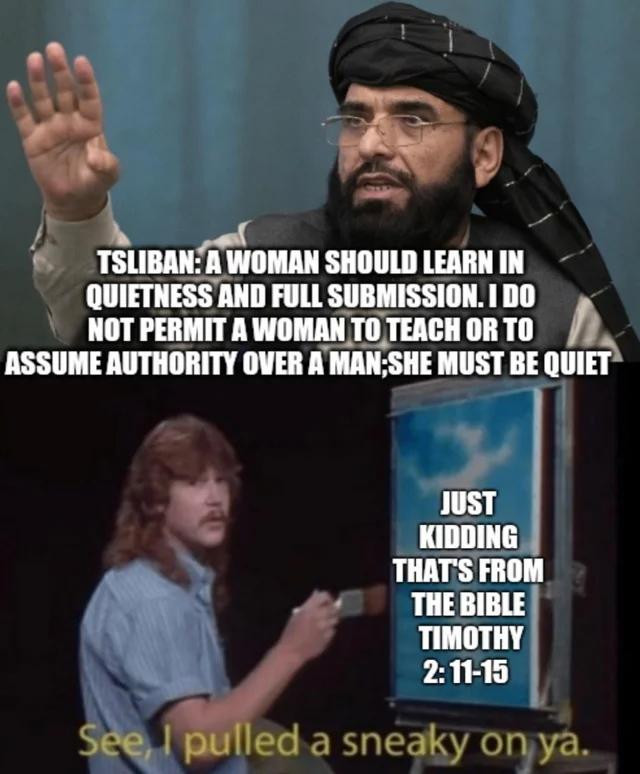 TSLIBAN: A WOMAN SHOULD LEARN IN
QUIETNESS AND FULL SUBMISSION. I DO
NOT PERMIT A WOMAN TO TEACH OR TO
ASSUME AUTHORITY OVER A MAN;SHE MUST BE QUIET
JUST
KIDDING
THAT'S FROM
THE BIBLE
TIMOTHY
2: 11-15
See, I pulled a sneaky on ya.